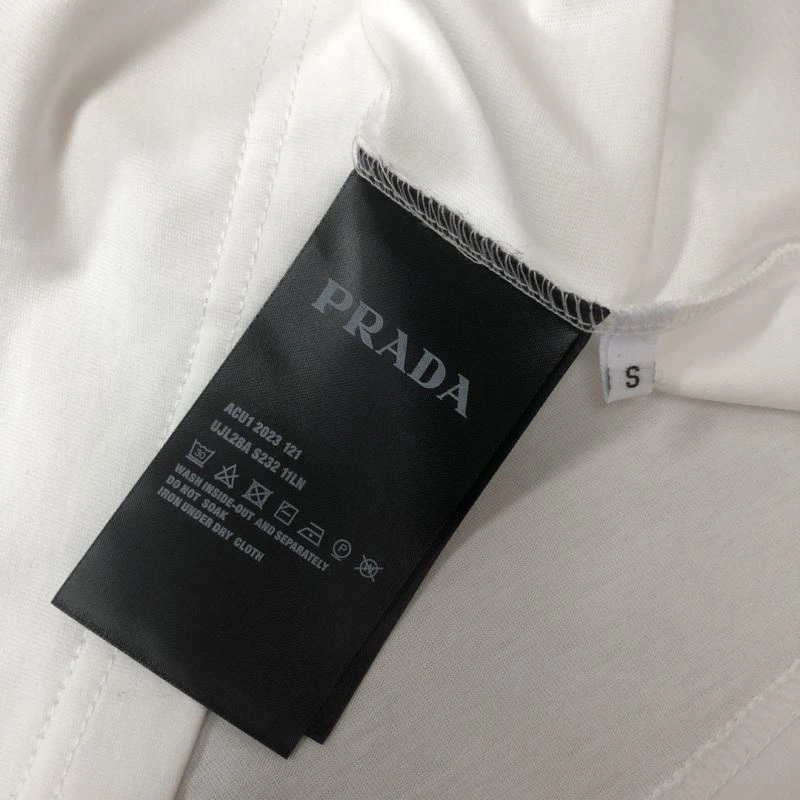 PRADA
ACU1 2023 121
UJL28A S232 11LN
30
P
W
WASH INSIDE-OUT AND SEPARATELY
DO NOT SOAK
IRON UNDER DRY CLOTH
S